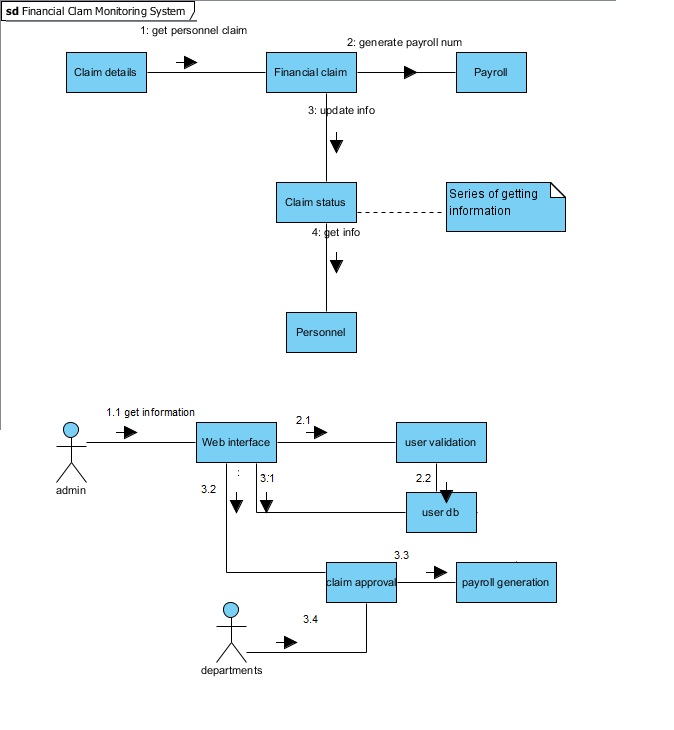 sd Financial Clam Monitoring System
1: get personnel claim
2: generate payroll num
Claim details
Financial claim
Payroll
3: update info
Claim status
Series of getting
information
4: get info
Personnel
1.1 get information
2.1
Web interface
user validation
:
3.1
2.2
3.2
admin
user db
3.3
claim approval
payroll generation
3.4
departments